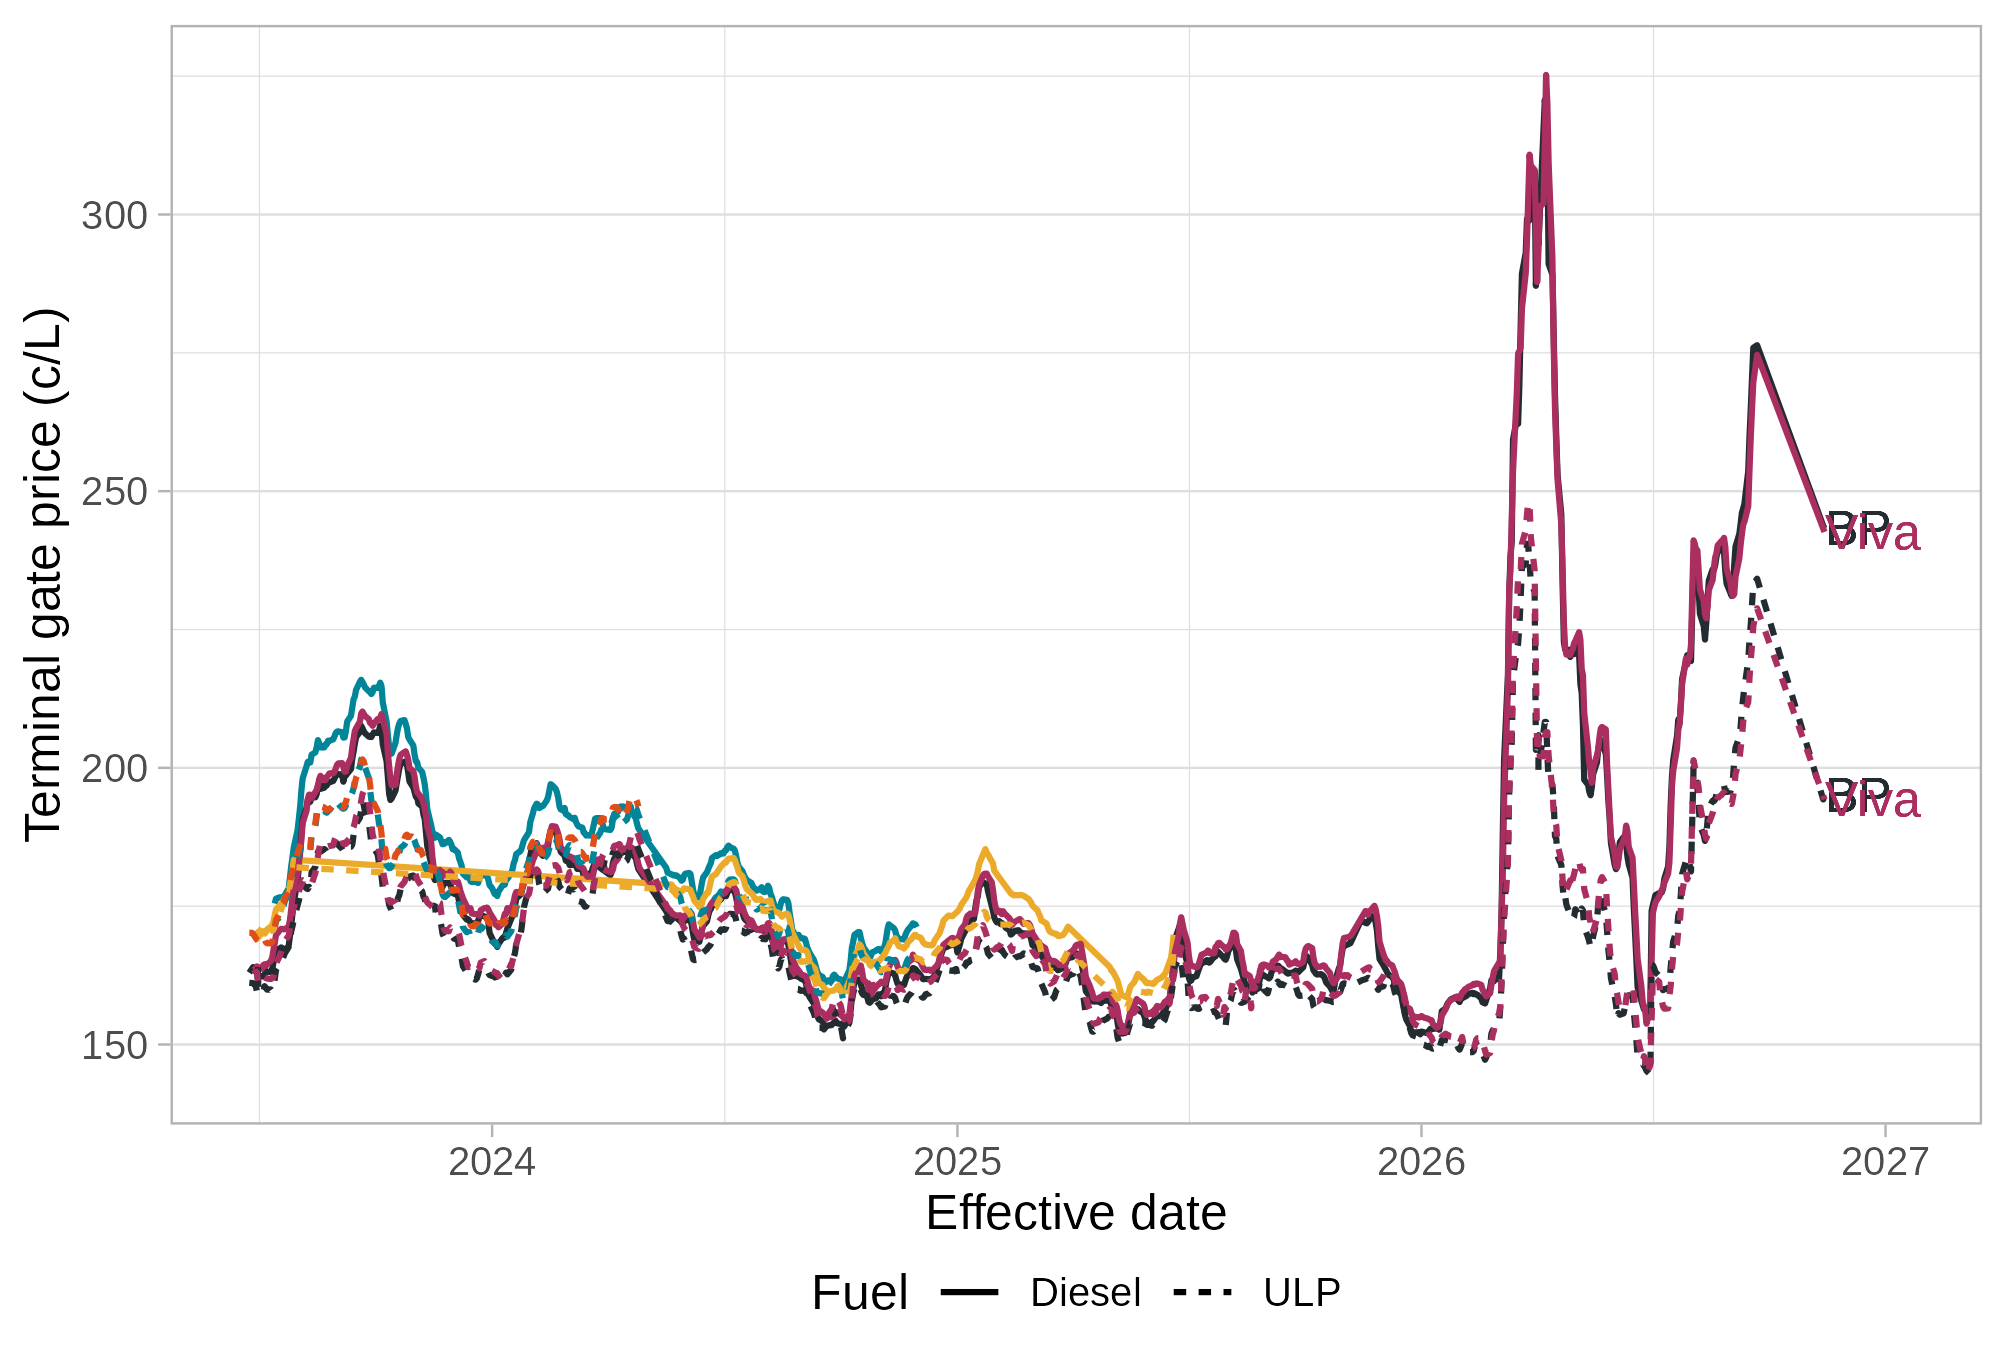 Terminal gate price (c/L)
300
250
200
150
BP
Viva
BP
Viva
2024
2025
2026
2027
Effective date
Fuel Diesel ULP